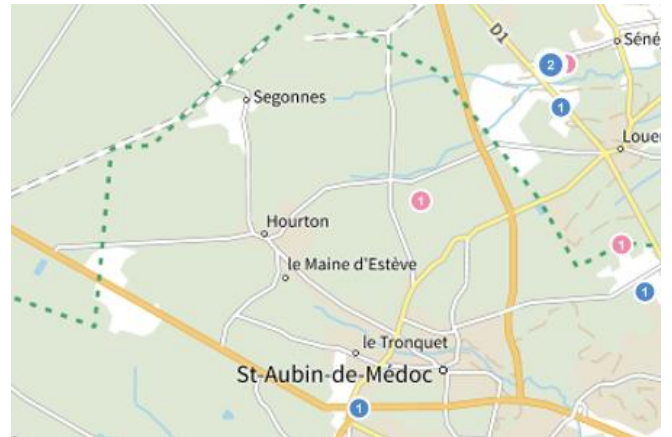 D1
Séné
2
1
Segonnes
Louen
1
Hourton
1
le Maine d'Estève
1
le Tronquet
St-Aubin-de-Médoc
1